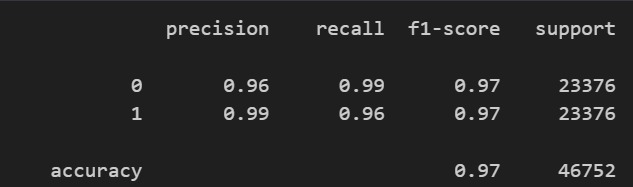 precision recall f1-score support
0 0.96 0.99 0.97 23376
1 0.99 0.96 0.97 23376
accuracy 0.97 46752